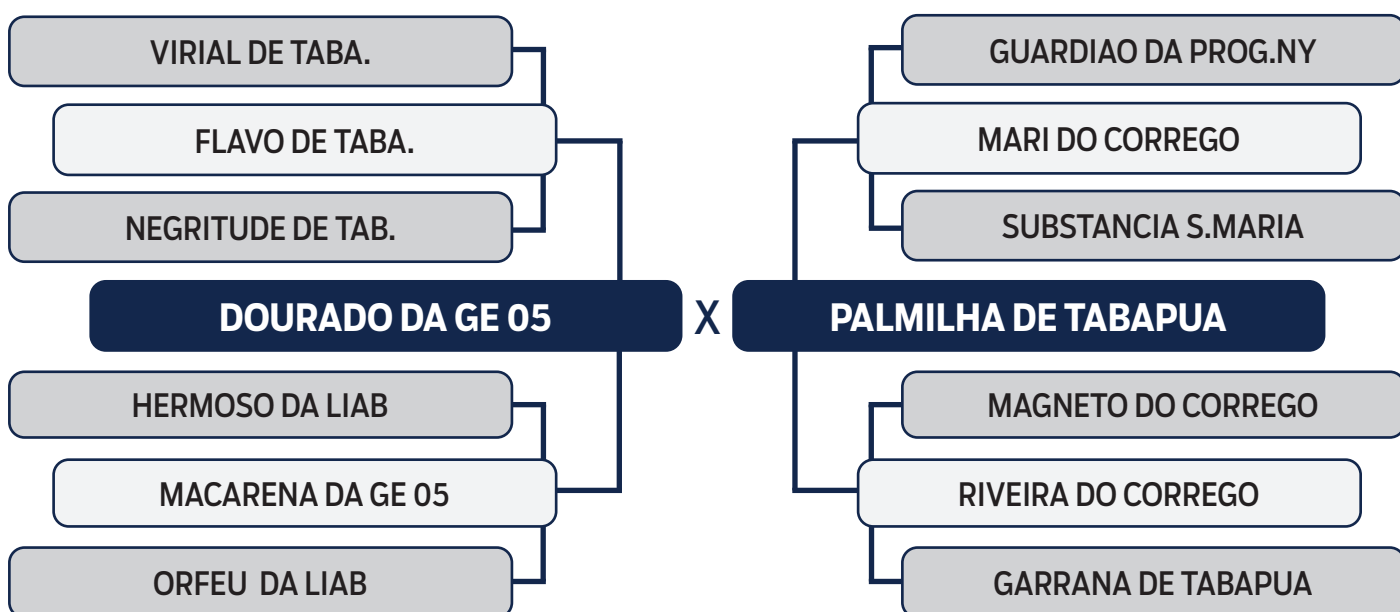 VIRIAL DE TABA.
FLAVO DE TABA.
NEGRITUDE DE TAB.
GUARDIAO DA PROG.NY
MARI DO CORREGO
SUBSTANCIA S.MARIA
DOURADO DA GE 05 X PALMILHA DE TABAPUA
HERMOSO DA LIAB
MACARENA DA GE 05
ORFEU DA LIAB
MAGNETO DO CORREGO
RIVEIRA DO CORREGO
GARRANA DE TABAPUA